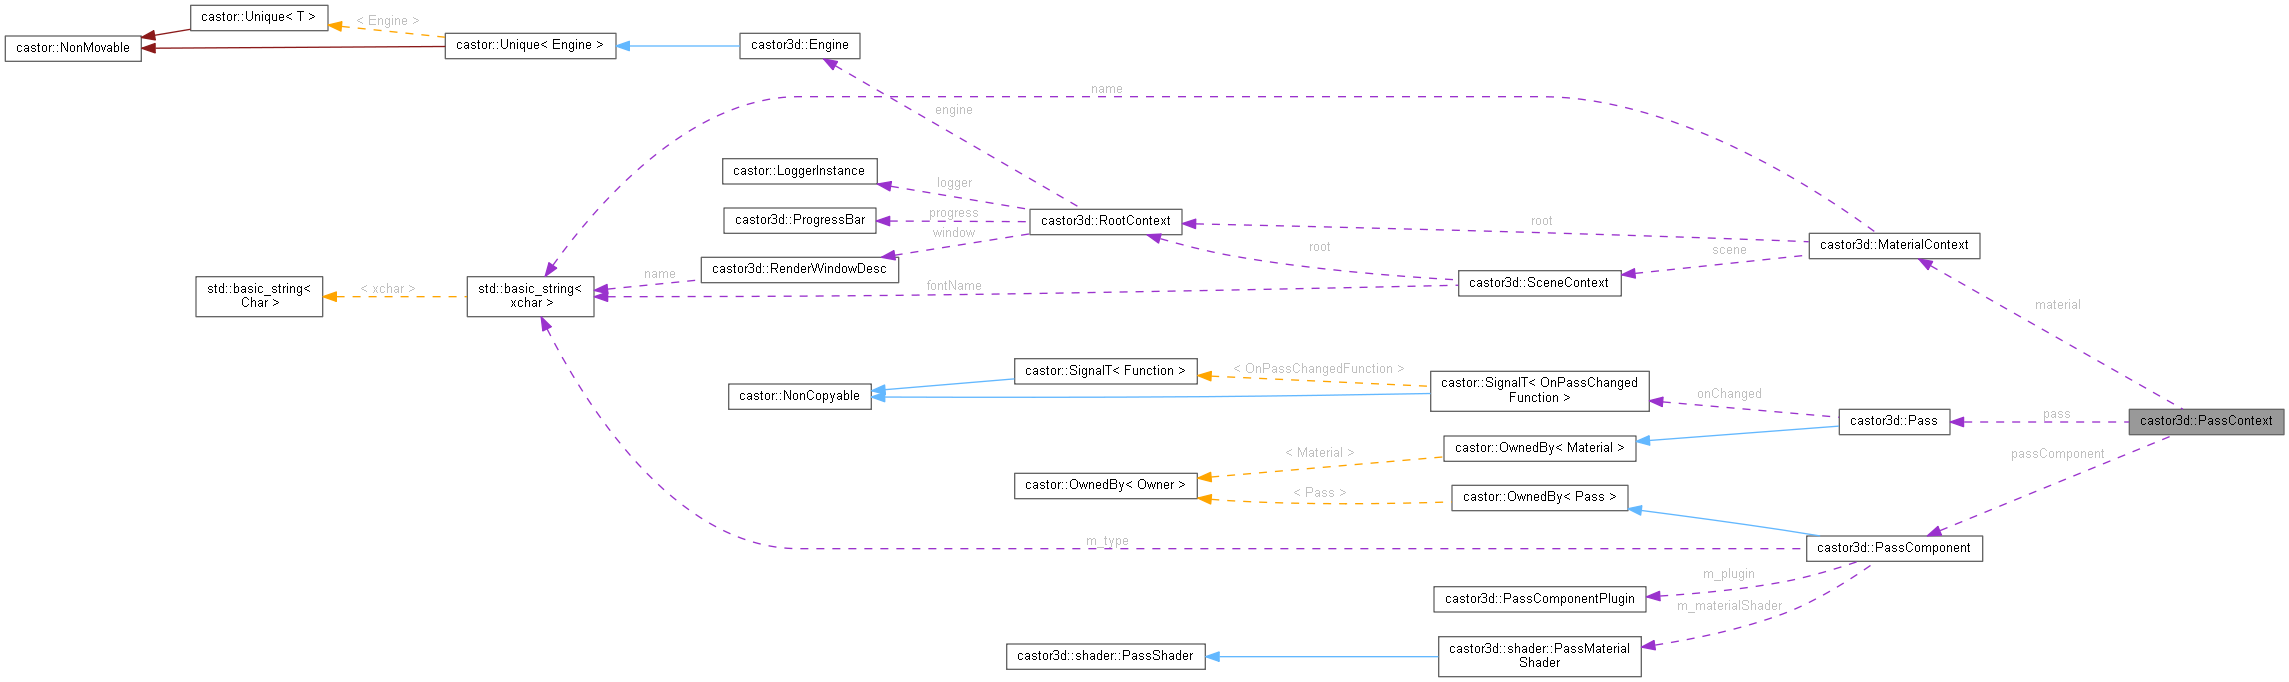 castor::Unique< T >
< Engine >
castor::NonMovable
castor::Unique< Engine >
castor3d::Engine
name
engine
castor::LoggerInstance
logger
castor3d::ProgressBar
progress
castor3d::RootContext
root
window
root
castor3d::MaterialContext
scene
castor3d::RenderWindowDesc
name
castor3d::SceneContext
std::basic_string<
Char >
< xchar >
std::basic_string<
xchar >
fontName
material
castor::SignalT< Function >
< OnPassChangedFunction >
castor::NonCopyable
castor::SignalT< OnPassChanged
Function >
onChanged
castor3d::Pass
pass
castor3d::PassContext
castor::OwnedBy< Material >
< Material >
passComponent
castor::OwnedBy< Owner >
< Pass >
castor::OwnedBy< Pass >
m_type
castor3d::PassComponent
m_plugin
castor3d::PassComponentPlugin
m_materialShader
castor3d::shader::PassShader
castor3d::shader::PassMaterial
Shader